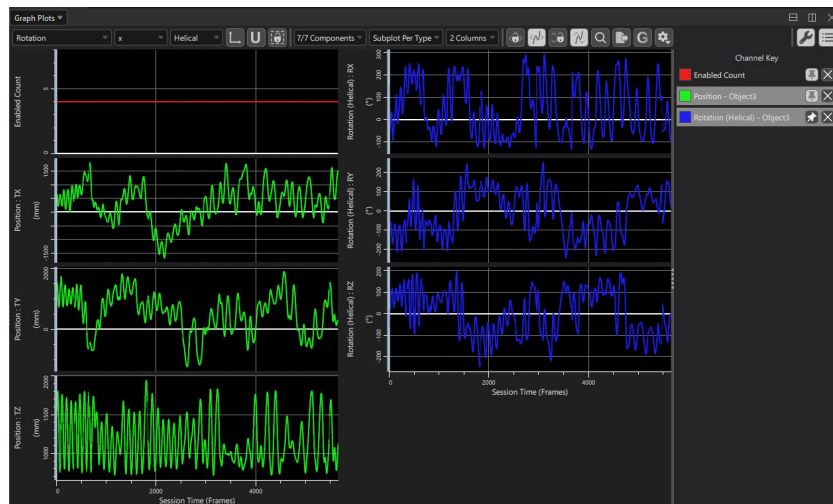 Graph Plots
Rotation x Helical 7/7 Components Subplot Per Type 2 Columns G
Channel Key
Enabled Count
Position - Object3
Rotation (Helical) - Object3
Enabled Count
5
0
Position : TX
(mm)
1500
0
-1500
Position : TY
(mm)
2000
0
Position : TZ
(mm)
2000
1500
1000
0 2000 4000
Session Time (Frames)
Rotation (Helical) : RX
(°)
300
200
100
0
-100
Rotation (Helical) : RY
(°)
200
100
0
-100
-200
Rotation (Helical) : RZ
(°)
200
100
0
-100
-200
0 2000 4000
Session Time (Frames)